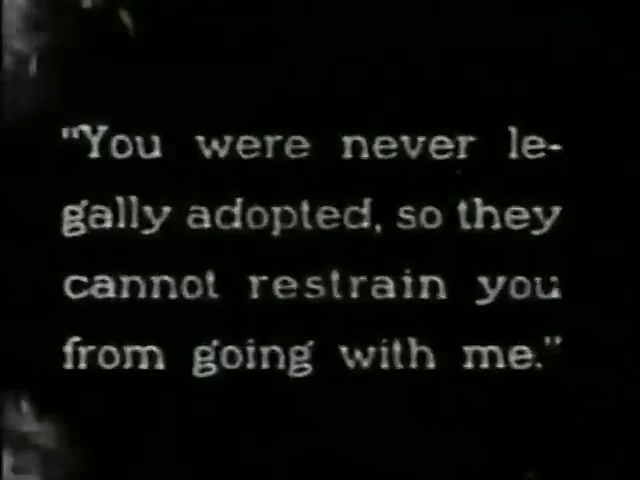 "You were never le-
gally adopted, so they
cannot restrain you
from going with me."